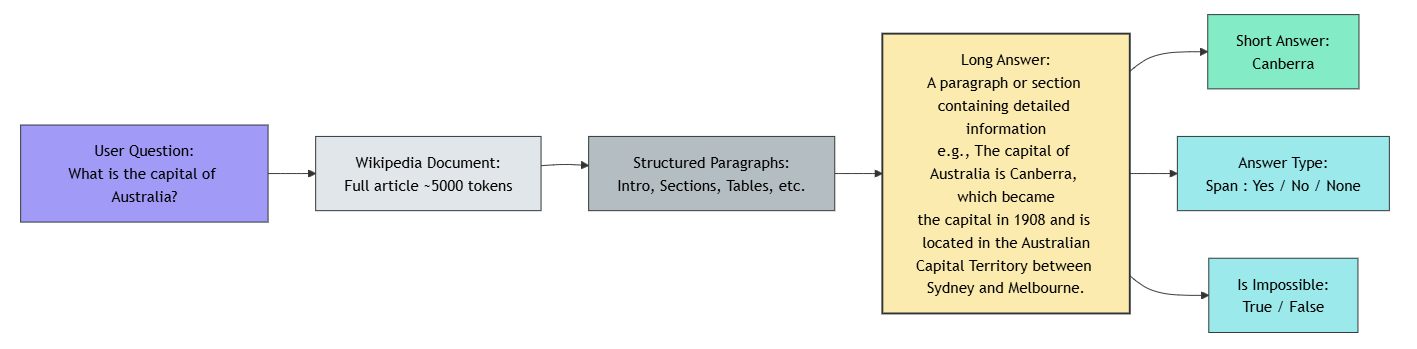 User Question:
What is the capital of
Australia?
Wikipedia Document:
Full article ~5000 tokens
Structured Paragraphs:
Intro, Sections, Tables, etc.
Long Answer:
A paragraph or section
containing detailed
information
e.g., The capital of
Australia is Canberra,
which became
the capital in 1908 and is
located in the Australian
Capital Territory between
Sydney and Melbourne.
Short Answer:
Canberra
Answer Type:
Span : Yes / No / None
Is Impossible:
True / False